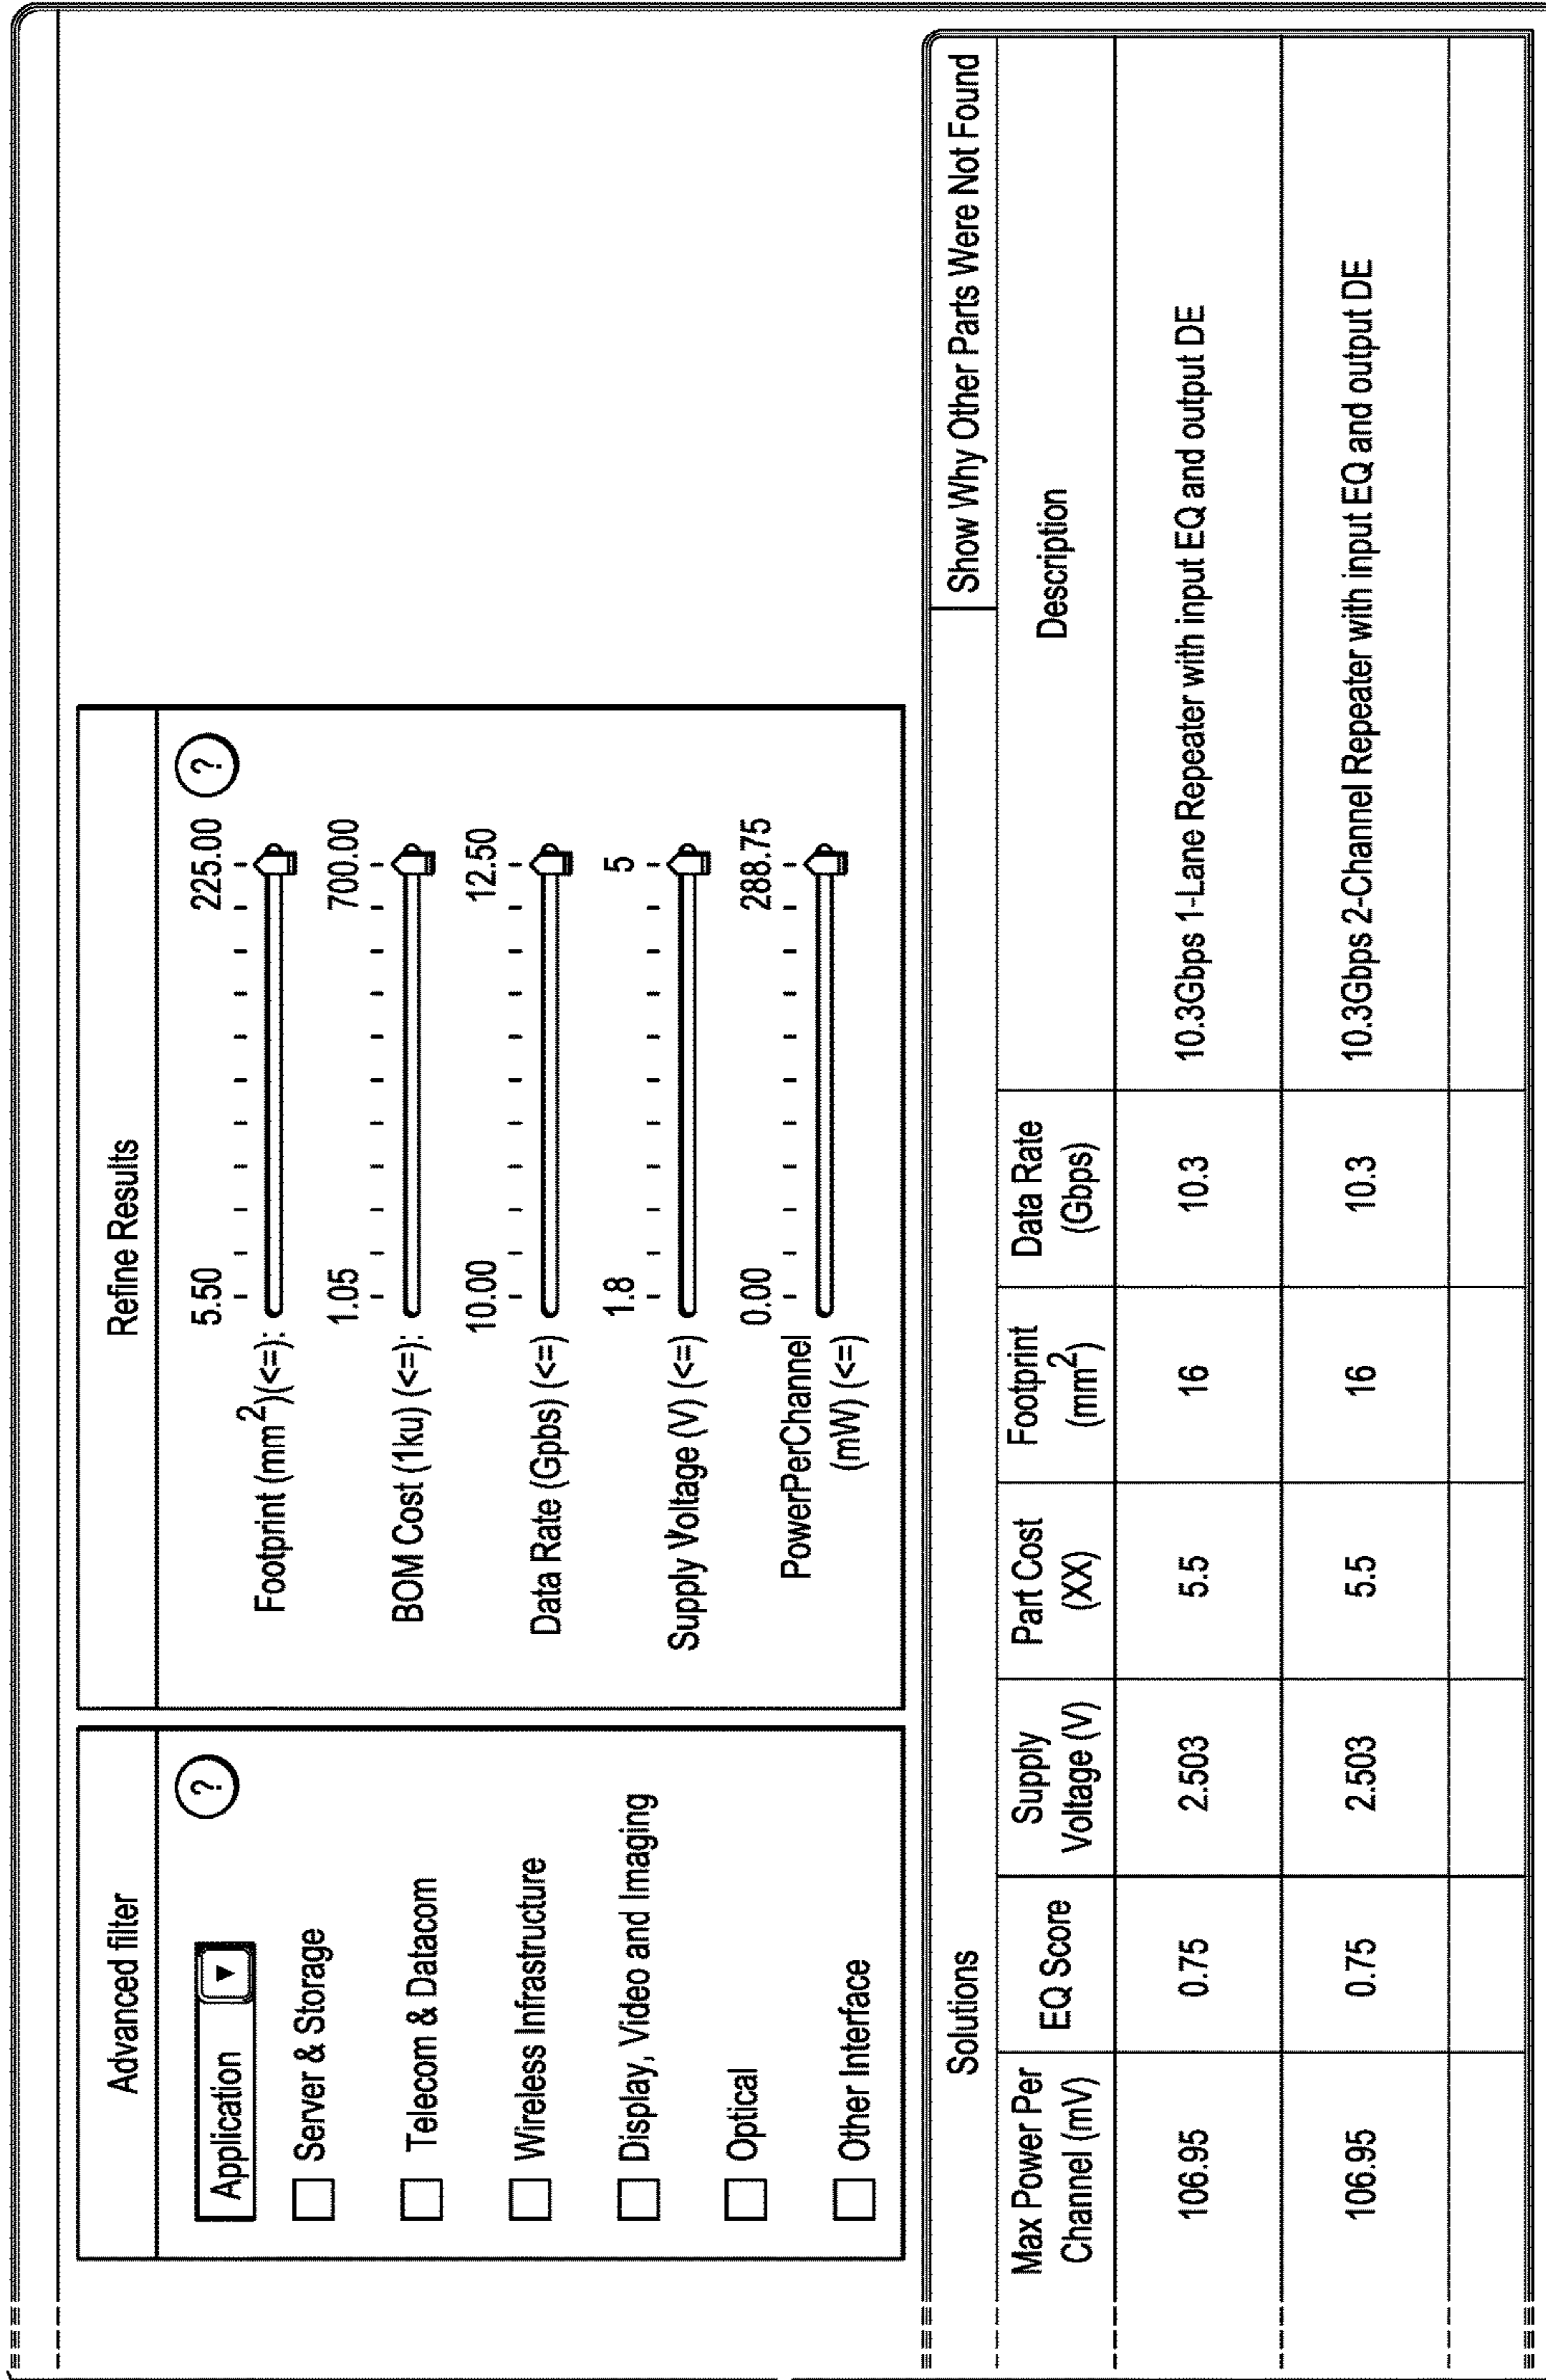 Advanced filter
?
Application ▼
Server & Storage
Telecom & Datacom
Wireless Infrastructure
Display, Video and Imaging
Optical
Other Interface
Refine Results
?
5.50 225.00
Footprint (mm2)(<=):
1.05 700.00
BOM Cost (1ku) (<=):
10.00 12.50
Data Rate (Gpbs) (<=)
1.8 5
Supply Voltage (V) (<=)
0.00 288.75
PowerPerChannel
(mW) (<=)
Solutions
Show Why Other Parts Were Not Found
Max Power Per
Channel (mV)
EQ Score
Supply
Voltage (V)
Part Cost
(XX)
Footprint
(mm2)
Data Rate
(Gbps)
Description
106.95 0.75 2.503 5.5 16 10.3 10.3Gbps 1-Lane Repeater with input EQ and output DE
106.95 0.75 2.503 5.5 16 10.3 10.3Gbps 2-Channel Repeater with input EQ and output DE